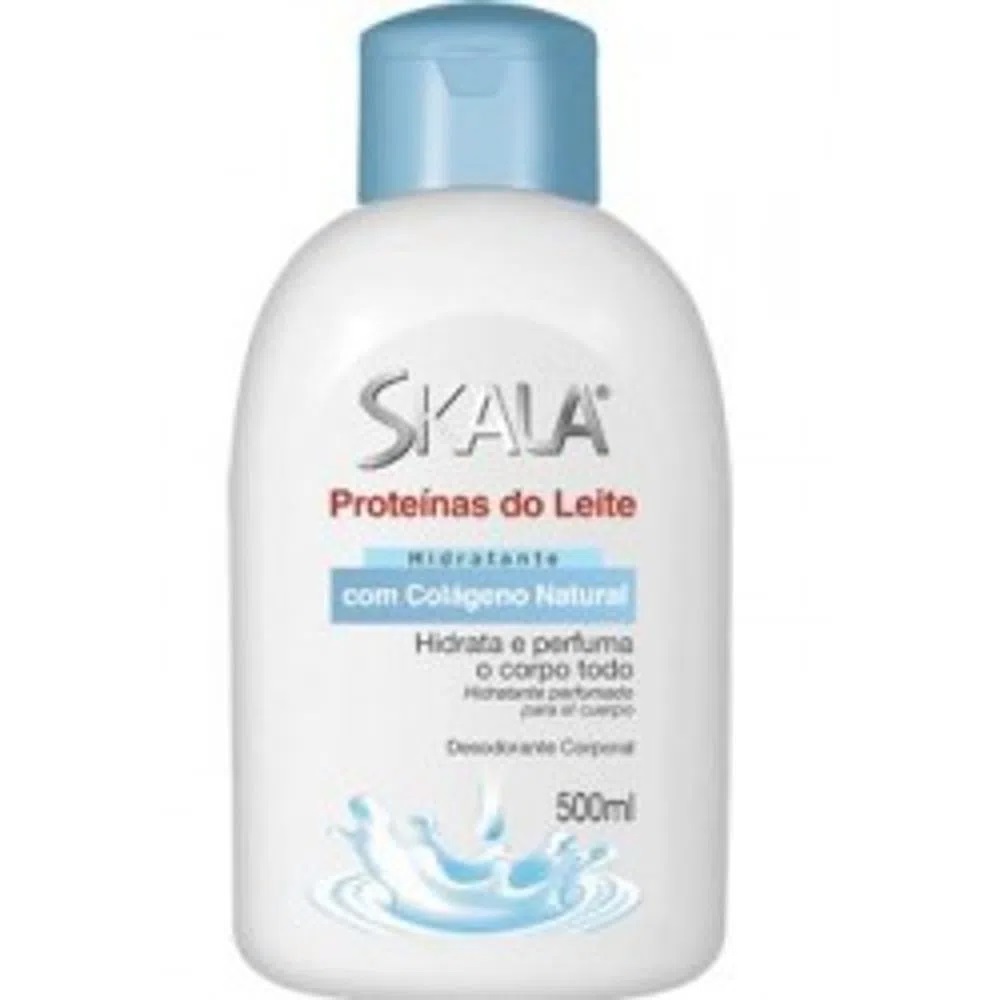 SKALA®
Proteínas do Leite
Hidratante
com Colágeno Natural
Hidrata e perfuma
o corpo todo
Hidratante perfumado
para el cuerpo
Desodorante Corporal
500ml